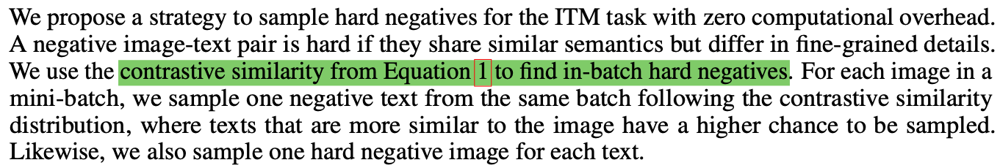 We propose a strategy to sample hard negatives for the ITM task with zero computational overhead.
A negative image-text pair is hard if they share similar semantics but differ in fine-grained details.
We use the contrastive similarity from Equation 1 to find in-batch hard negatives. For each image in a
mini-batch, we sample one negative text from the same batch following the contrastive similarity
distribution, where texts that are more similar to the image have a higher chance to be sampled.
Likewise, we also sample one hard negative image for each text.